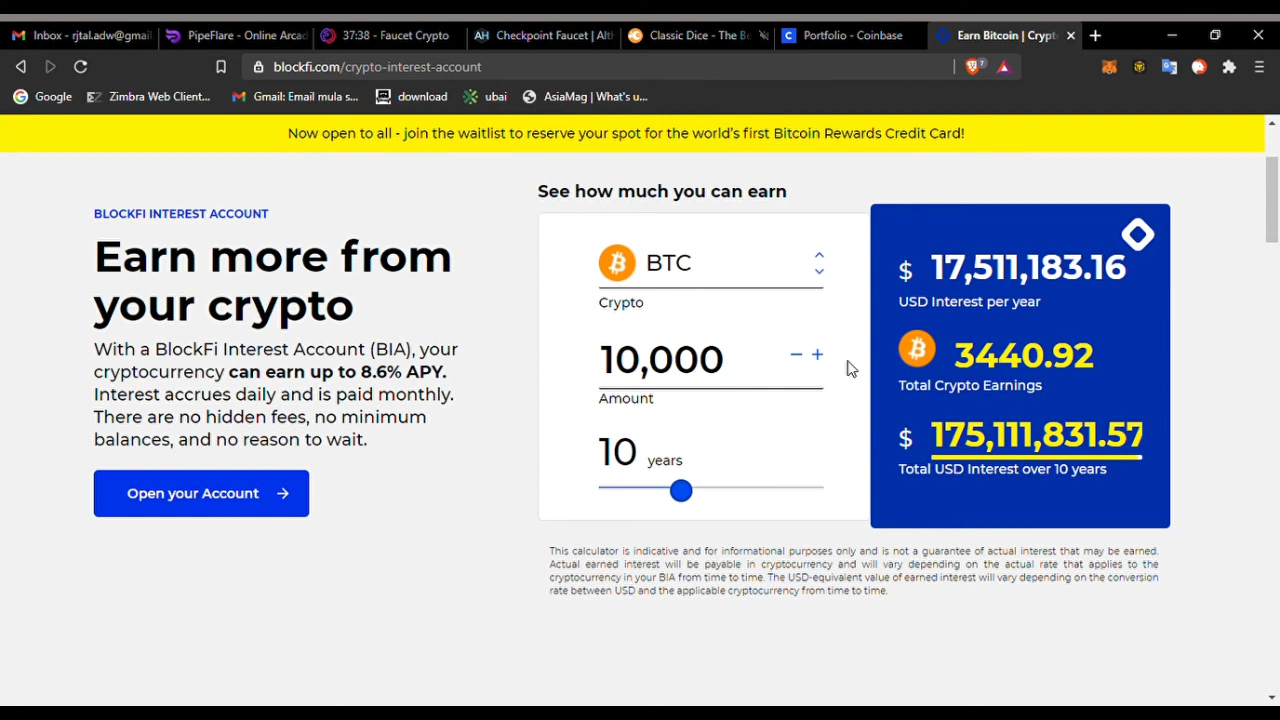 Inbox - rjtal.adw@gmail
PipeFlare - Online Arcad
37:38 - Faucet Crypto
AH Checkpoint Faucet | Alth
Classic Dice - The Be
Portfolio - Coinbase
Earn Bitcoin | Crypt
blockfi.com/crypto-interest-account
7
Google
Zimbra Web Client...
Gmail: Email mula s...
download
ubai
AsiaMag | What's u...
Now open to all - join the waitlist to reserve your spot for the world's first Bitcoin Rewards Credit Card!
BLOCKFI INTEREST ACCOUNT
Earn more from
your crypto
With a BlockFi Interest Account (BIA), your
cryptocurrency can earn up to 8.6% APY.
Interest accrues daily and is paid monthly.
There are no hidden fees, no minimum
balances, and no reason to wait.
Open your Account
See how much you can earn
BTC
Crypto
10,000
Amount
10 years
$ 17,511,183.16
USD Interest per year
3440.92
Total Crypto Earnings
$ 175,111,831.57
Total USD Interest over 10 years
This calculator is indicative and for informational purposes only and is not a guarantee of actual interest that may be earned.
Actual earned interest will be payable in cryptocurrency and will vary depending on the actual rate that applies to the
cryptocurrency in your BIA from time to time. The USD-equivalent value of earned interest will vary depending on the conversion
rate between USD and the applicable cryptocurrency from time to time.